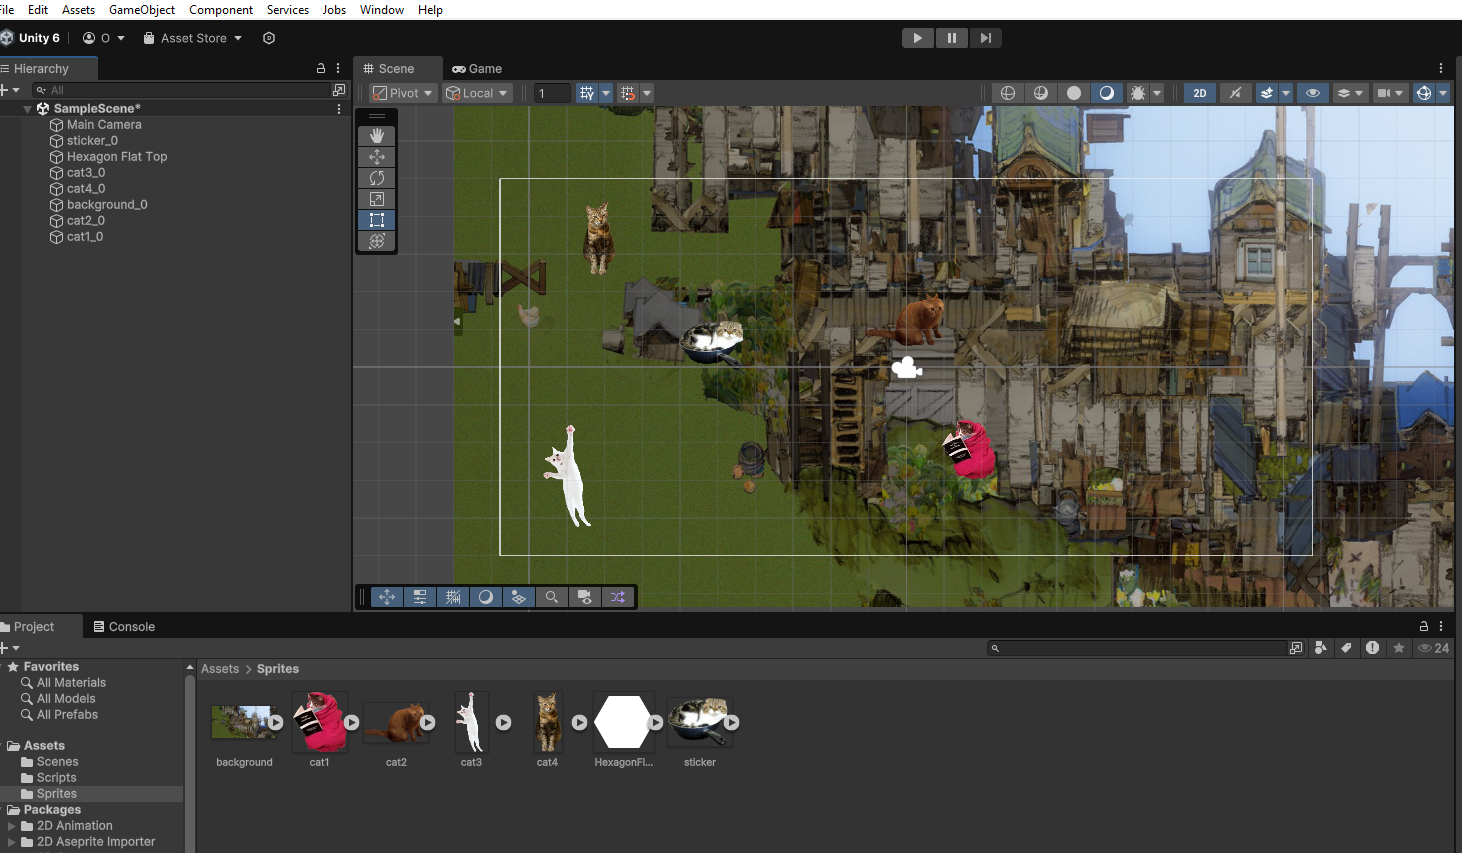 File Edit Assets GameObject Component Services Jobs Window Help
Unity 6 O Asset Store
Hierarchy
Scene Game
All
Pivot Local 1 2D
SampleScene*
Main Camera
sticker_0
Hexagon Flat Top
cat3_0
cat4_0
background_0
cat2_0
cat1_0
Project Console
24
Favorites
All Materials
All Models
All Prefabs
Assets
Scenes
Scripts
Sprites
Packages
2D Animation
2D Aseprite Importer
Assets > Sprites
background cat1 cat2 cat3 cat4 HexagonFl... sticker